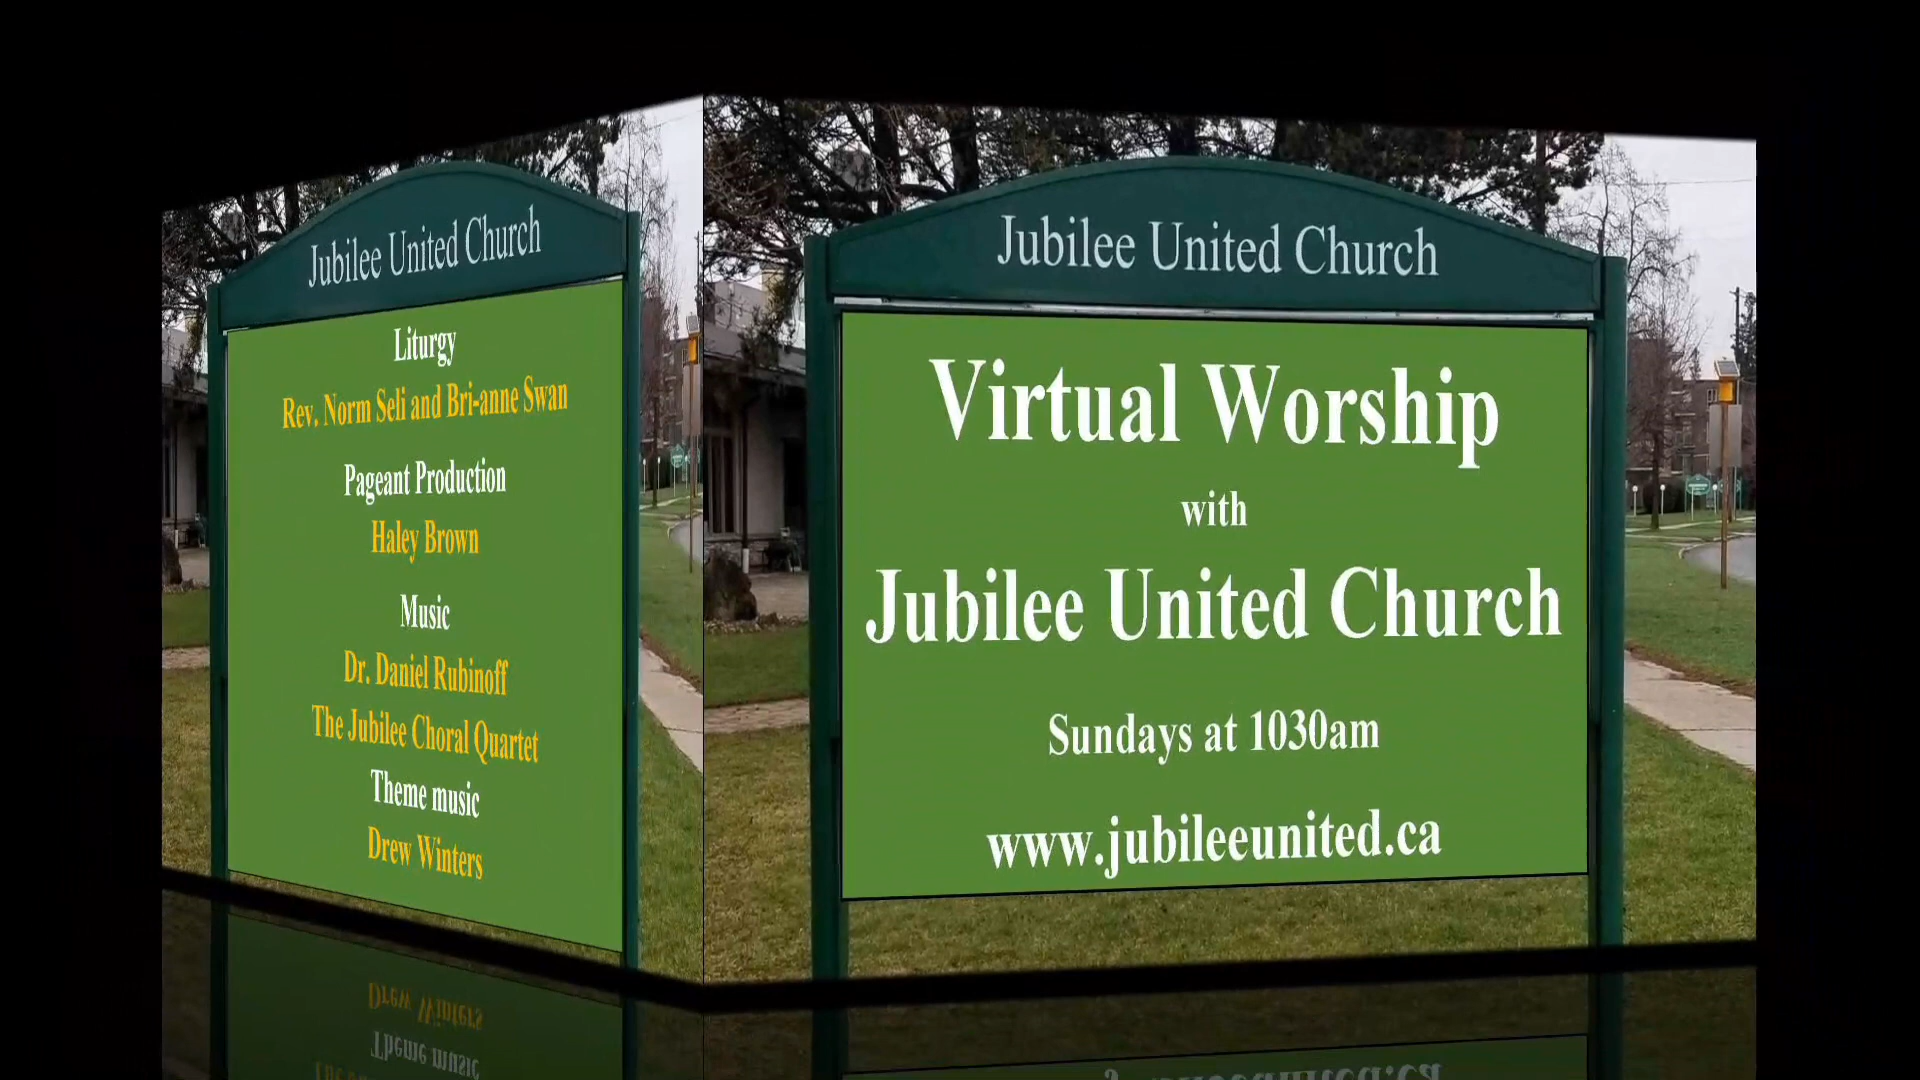 Jubilee United Church
Liturgy
Rev. Norm Seli and Bri-anne Swan
Pageant Production
Haley Brown
Music
Dr. Daniel Rubinoff
The Jubilee Choral Quartet
Theme music
Drew Winters
Jubilee United Church
Virtual Worship
with
Jubilee United Church
Sundays at 1030am
www.jubileeunited.ca